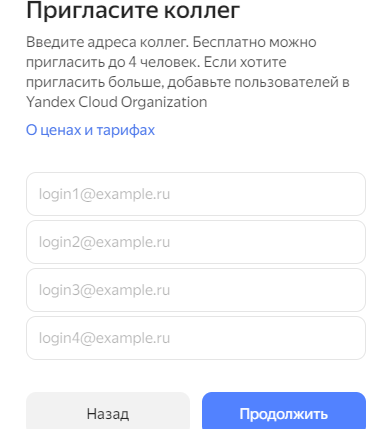 Пригласите коллег
Введите адреса коллег. Бесплатно можно
пригласить до 4 человек. Если хотите
пригласить больше, добавьте пользователей в
Yandex Cloud Organization
О ценах и тарифах
login1@example.ru
login2@example.ru
login3@example.ru
login4@example.ru
Назад
Продолжить